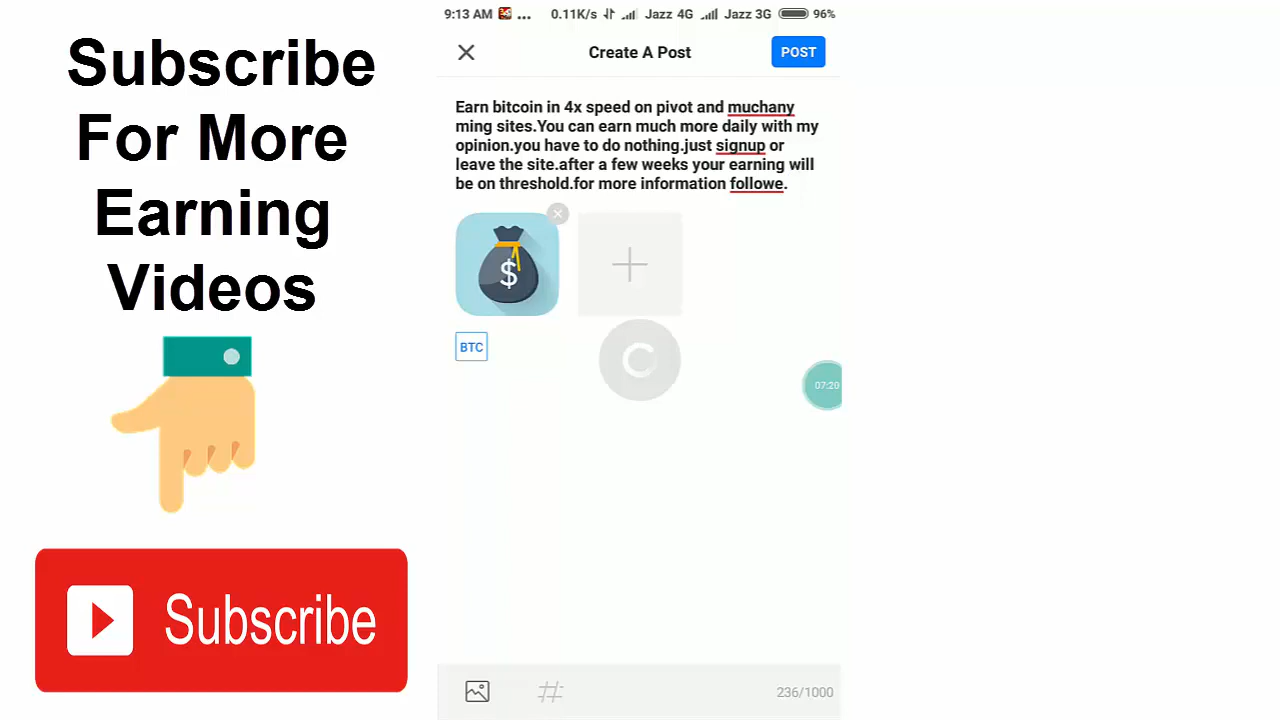 Subscribe
For More
Earning
Videos
Subscribe
9:13 AM ... 0.11K/s Jazz 4G Jazz 3G 96%
Create A Post
POST
Earn bitcoin in 4x speed on pivot and muchany
ming sites.You can earn much more daily with my
opinion.you have to do nothing.just signup or
leave the site.after a few weeks your earning will
be on threshold.for more information followe.
$
BTC
07:20
236/1000